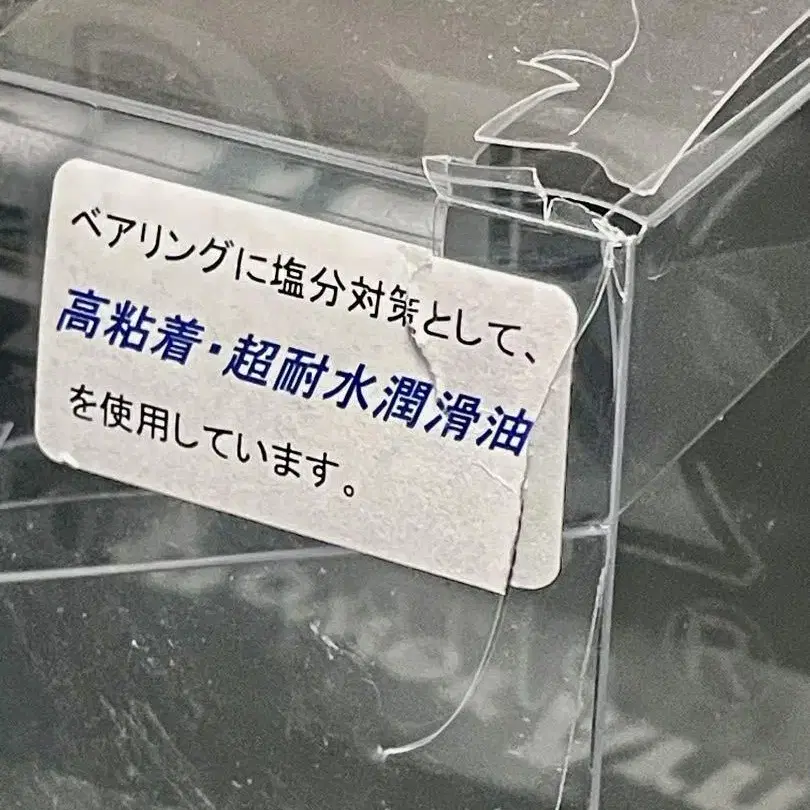 ベアリングに塩分対策として、
高粘着・超耐水潤滑油
を使用しています。
®